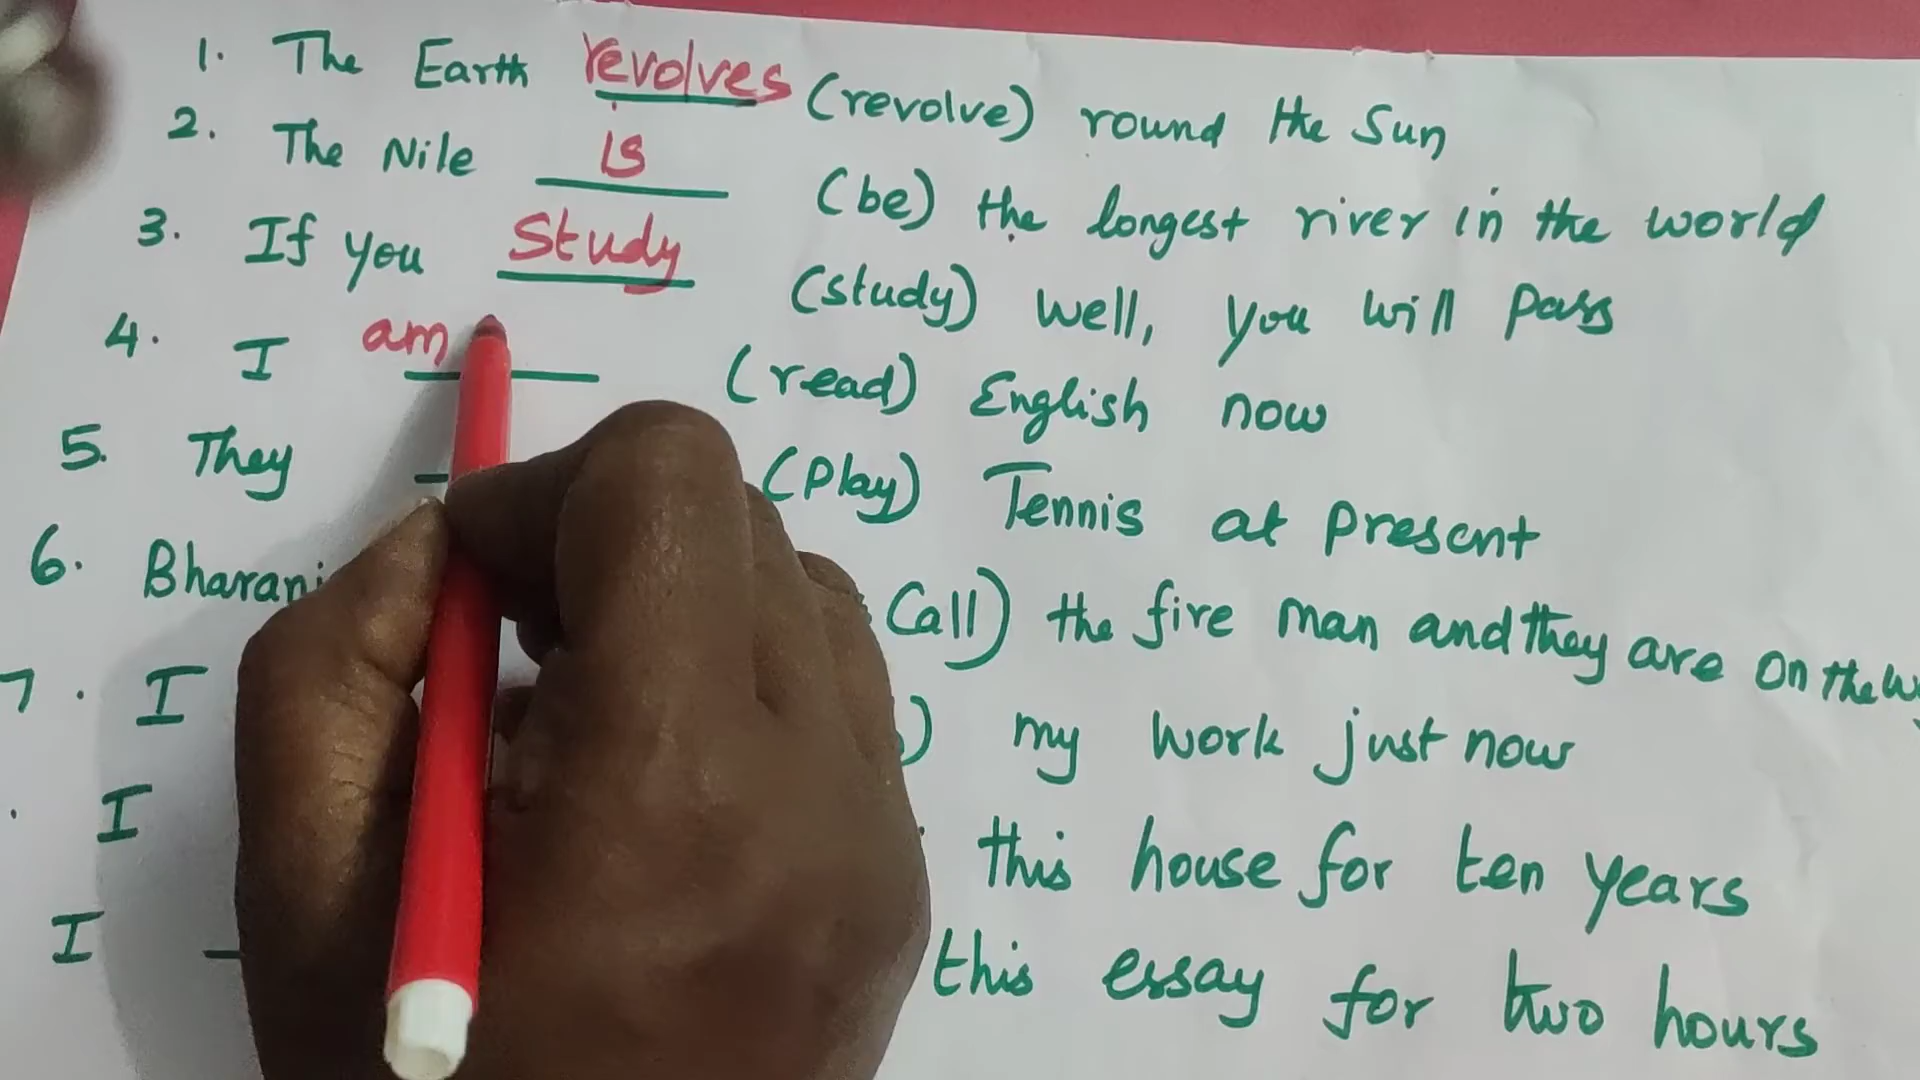 1. The Earth revolves (revolve) round the Sun
2. The Nile is (be) the longest river in the world
3. If you Study (study) well, you will pass
4. I am (read) English now
5. They (Play) Tennis at present
6. Bharani Call) the fire man and they are on the
7. I ) my work just now
. I this house for ten years
I this essay for two hours